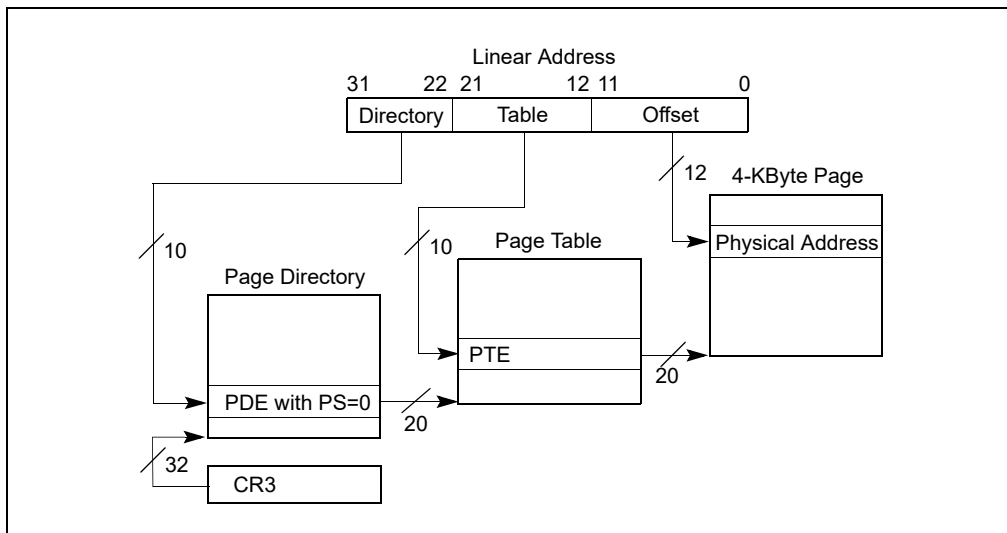 Linear Address
31 22 21 12 11 0
Directory Table Offset
12
4-KByte Page
Physical Address
10
10
Page Table
Page Directory
PTE
20
PDE with PS=0
20
32
CR3